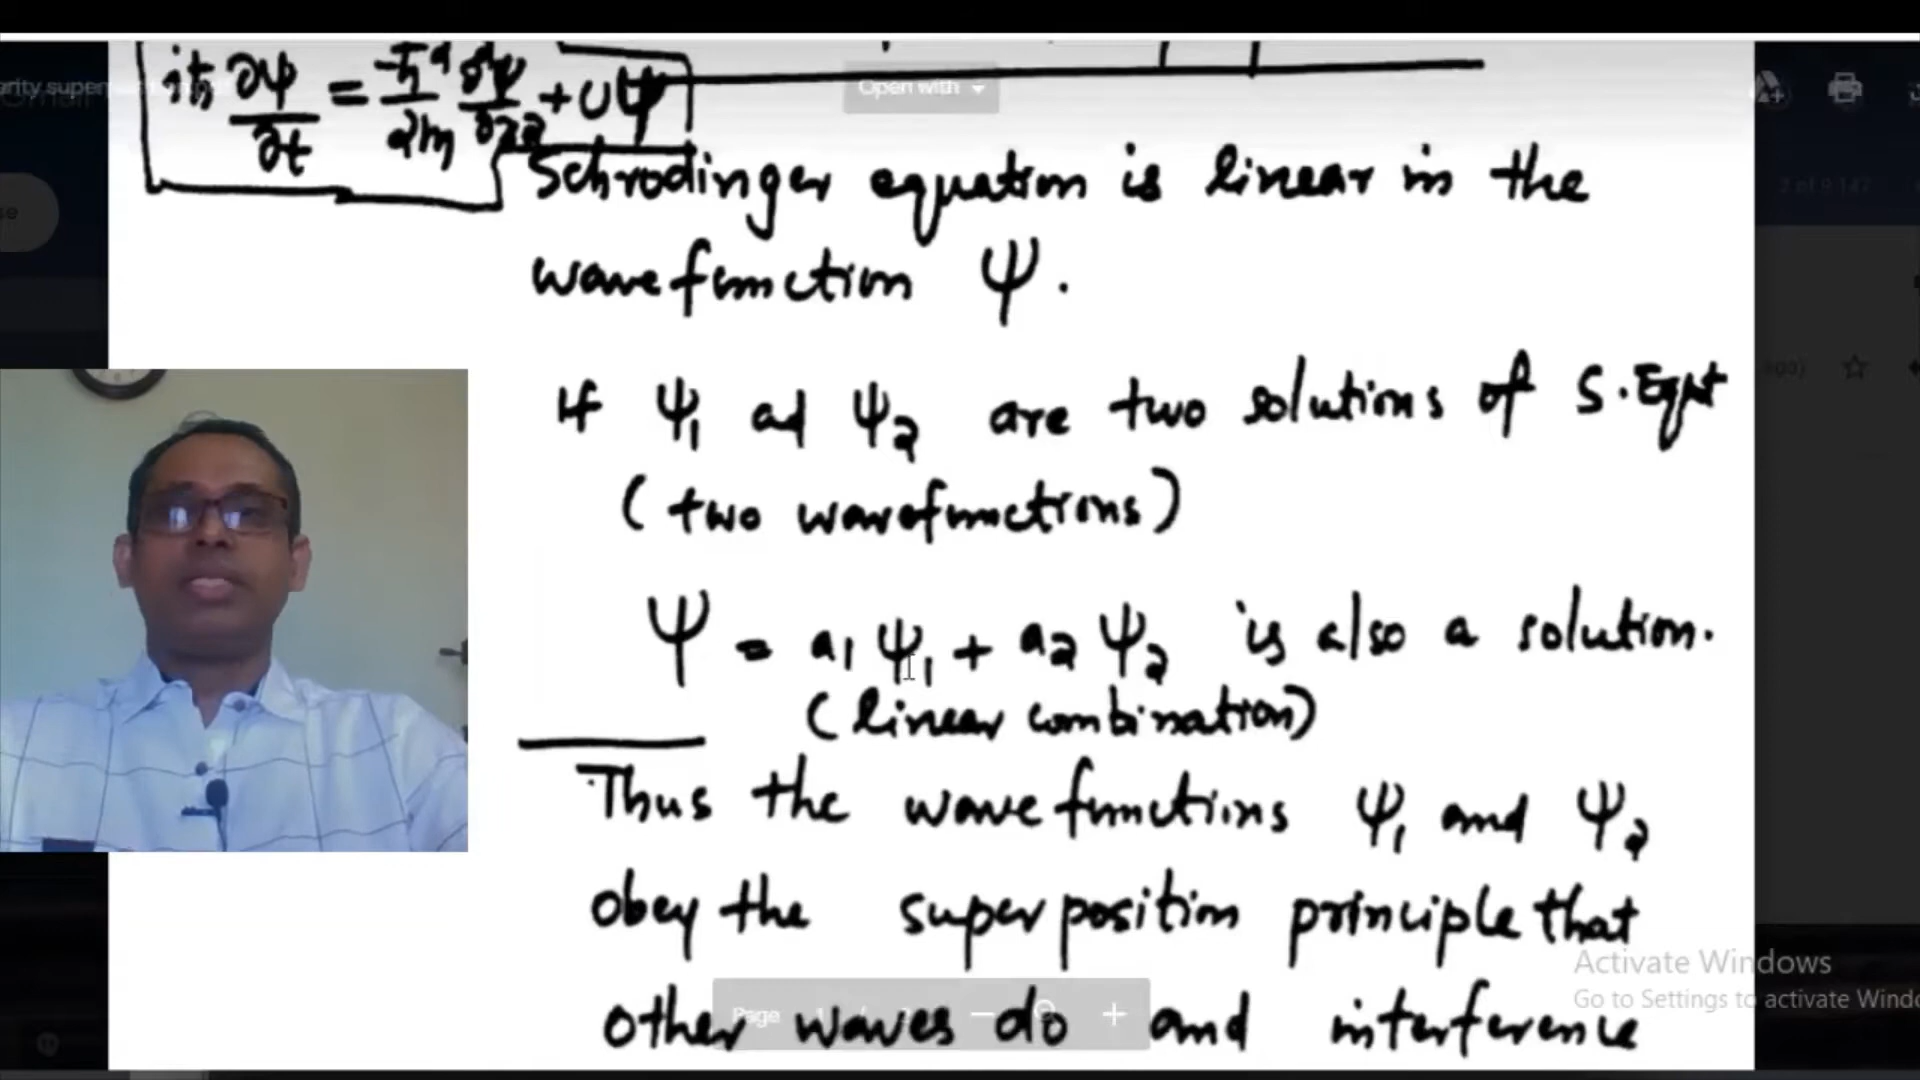 iħ ∂ψ/∂t = -ħ²/2m ∂²ψ/∂x² + Uψ
Open with
Schrodinger equation is linear in the
wavefunction Ψ.
If Ψ1 ad Ψ2 are two solutions of S.Eqnt
(two wavefunctions)
Ψ = a1 Ψ1 + a2 Ψ2 is also a solution.
(linear combination)
Thus the wavefunctions Ψ1 and Ψ2
obey the superposition principle that
Activate Windows
Go to Settings to activate Windo
Page
other waves do and interference